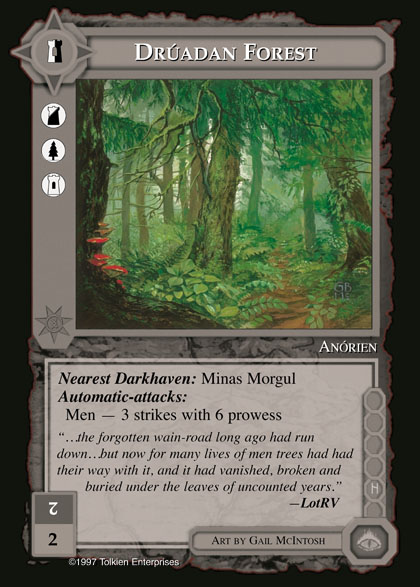 DRÚADAN FOREST
ANÓRIEN
Nearest Darkhaven: Minas Morgul
Automatic-attacks:
Men — 3 strikes with 6 prowess
“…the forgotten wain-road long ago had run
down…but now for many lives of men trees had had
their way with it, and it had vanished, broken and
buried under the leaves of uncounted years.”
–LotRV
H
2
2
ART BY GAIL MCINTOSH
©1997 Tolkien Enterprises